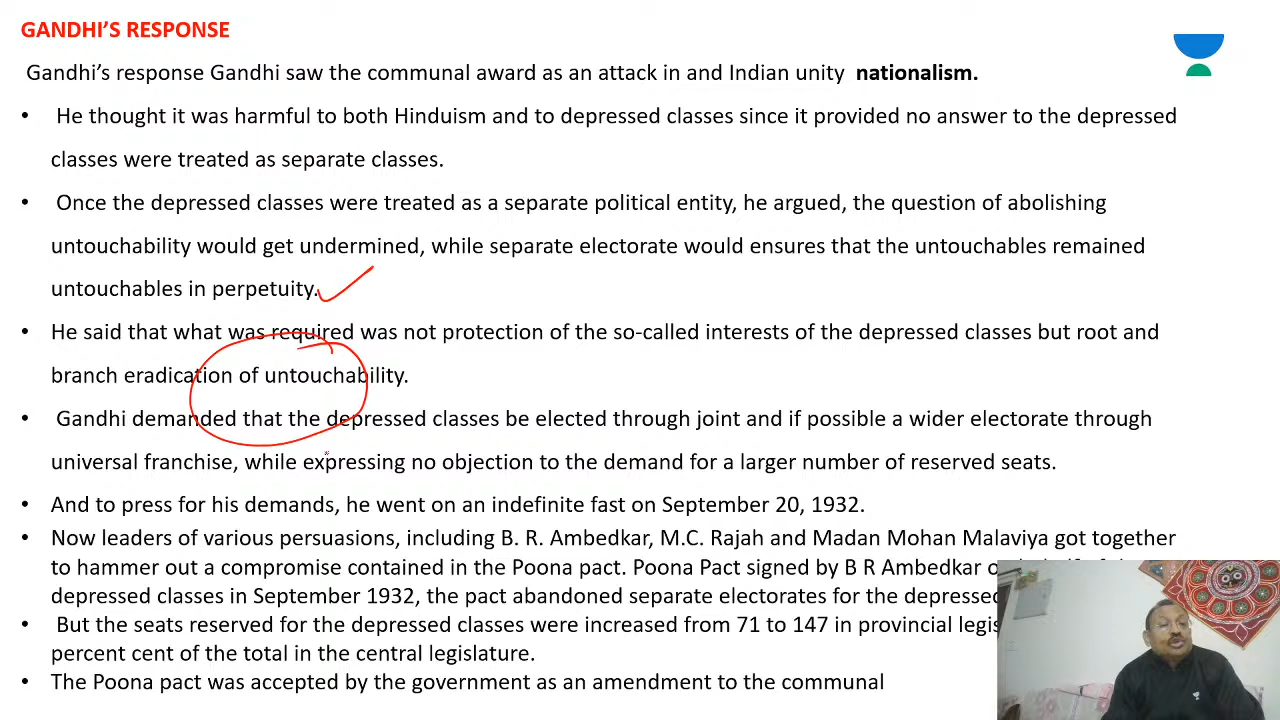 GANDHI’S RESPONSE
Gandhi’s response Gandhi saw the communal award as an attack in and Indian unity nationalism.
• He thought it was harmful to both Hinduism and to depressed classes since it provided no answer to the depressed
classes were treated as separate classes.
• Once the depressed classes were treated as a separate political entity, he argued, the question of abolishing
untouchability would get undermined, while separate electorate would ensures that the untouchables remained
untouchables in perpetuity.
• He said that what was required was not protection of the so-called interests of the depressed classes but root and
branch eradication of untouchability.
• Gandhi demanded that the depressed classes be elected through joint and if possible a wider electorate through
universal franchise, while expressing no objection to the demand for a larger number of reserved seats.
• And to press for his demands, he went on an indefinite fast on September 20, 1932.
• Now leaders of various persuasions, including B. R. Ambedkar, M.C. Rajah and Madan Mohan Malaviya got together
to hammer out a compromise contained in the Poona pact. Poona Pact signed by B R Ambedkar
depressed classes in September 1932, the pact abandoned separate electorates for the depressed
• But the seats reserved for the depressed classes were increased from 71 to 147 in provincial
percent cent of the total in the central legislature.
• The Poona pact was accepted by the government as an amendment to the communal